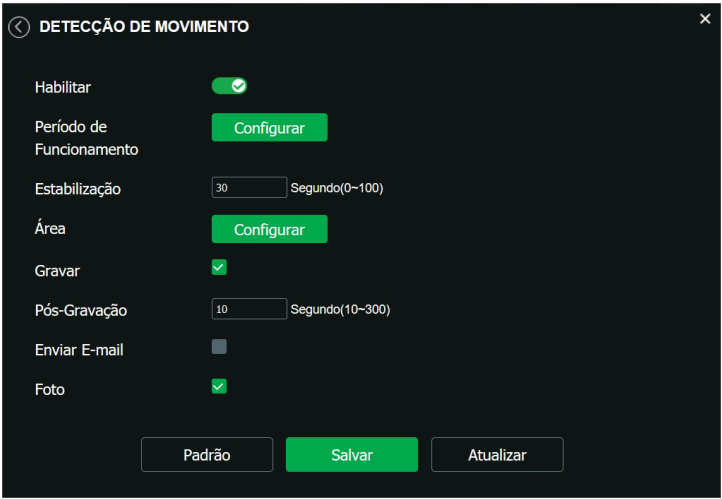 DETECÇÃO DE MOVIMENTO
Habilitar
Período de
Funcionamento
Configurar
Estabilização 30 Segundo(0~100)
Área Configurar
Gravar
Pós-Gravação 10 Segundo(10~300)
Enviar E-mail
Foto
Padrão Salvar Atualizar